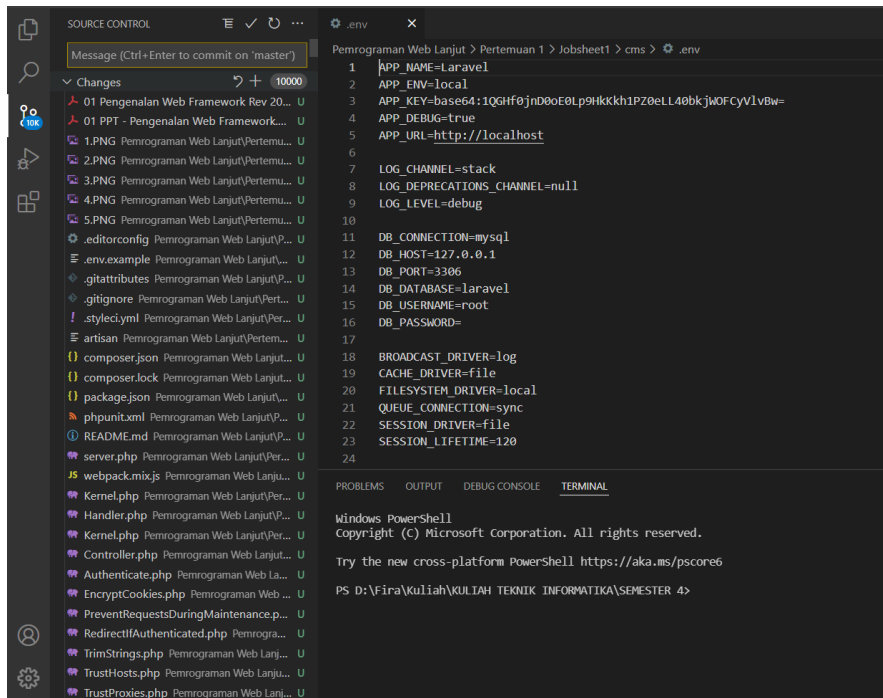 SOURCE CONTROL
Message (Ctrl+Enter to commit on 'master')
Changes 10000
10K
01 Pengenalan Web Framework Rev 20... U
01 PPT - Pengenalan Web Framework.... U
1.PNG Pemrograman Web Lanjut\Pertemu... U
2.PNG Pemrograman Web Lanjut\Pertemu... U
3.PNG Pemrograman Web Lanjut\Pertemu... U
4.PNG Pemrograman Web Lanjut\Pertemu... U
5.PNG Pemrograman Web Lanjut\Pertemu... U
.editorconfig Pemrograman Web Lanjut\P... U
.env.example Pemrograman Web Lanjut\... U
.gitattributes Pemrograman Web Lanjut\P... U
.gitignore Pemrograman Web Lanjut\Pert... U
.styleci.yml Pemrograman Web Lanjut\Per... U
artisan Pemrograman Web Lanjut\Pertem... U
composer.json Pemrograman Web Lanjut... U
composer.lock Pemrograman Web Lanjut... U
package.json Pemrograman Web Lanjut\... U
phpunit.xml Pemrograman Web Lanjut\P... U
README.md Pemrograman Web Lanjut\P... U
server.php Pemrograman Web Lanjut\Per... U
JS webpack.mix.js Pemrograman Web Lanju... U
Kernel.php Pemrograman Web Lanjut\Per... U
Handler.php Pemrograman Web Lanjut\P... U
Kernel.php Pemrograman Web Lanjut\Per... U
Controller.php Pemrograman Web Lanjut... U
Authenticate.php Pemrograman Web La... U
EncryptCookies.php Pemrograman Web ... U
PreventRequestsDuringMaintenance.p... U
RedirectIfAuthenticated.php Pemrogra... U
TrimStrings.php Pemrograman Web Lanj... U
TrustHosts.php Pemrograman Web Lanju... U
TrustProxies.php Pemrograman Web Lanj... U
.env
Pemrograman Web Lanjut > Pertemuan 1 > Jobsheet1 > cms > .env
1 APP_NAME=Laravel
2 APP_ENV=local
3 APP_KEY=base64:1QGHf0jnD0oE0Lp9HkKkh1PZ0eLL40bkjWOFCyVlvBw=
4 APP_DEBUG=true
5 APP_URL=http://localhost
6
7 LOG_CHANNEL=stack
8 LOG_DEPRECATIONS_CHANNEL=null
9 LOG_LEVEL=debug
10
11 DB_CONNECTION=mysql
12 DB_HOST=127.0.0.1
13 DB_PORT=3306
14 DB_DATABASE=laravel
15 DB_USERNAME=root
16 DB_PASSWORD=
17
18 BROADCAST_DRIVER=log
19 CACHE_DRIVER=file
20 FILESYSTEM_DRIVER=local
21 QUEUE_CONNECTION=sync
22 SESSION_DRIVER=file
23 SESSION_LIFETIME=120
24
PROBLEMS OUTPUT DEBUG CONSOLE TERMINAL
Windows PowerShell
Copyright (C) Microsoft Corporation. All rights reserved.
Try the new cross-platform PowerShell https://aka.ms/pscore6
PS D:\Fira\Kuliah\KULIAH TEKNIK INFORMATIKA\SEMESTER 4>